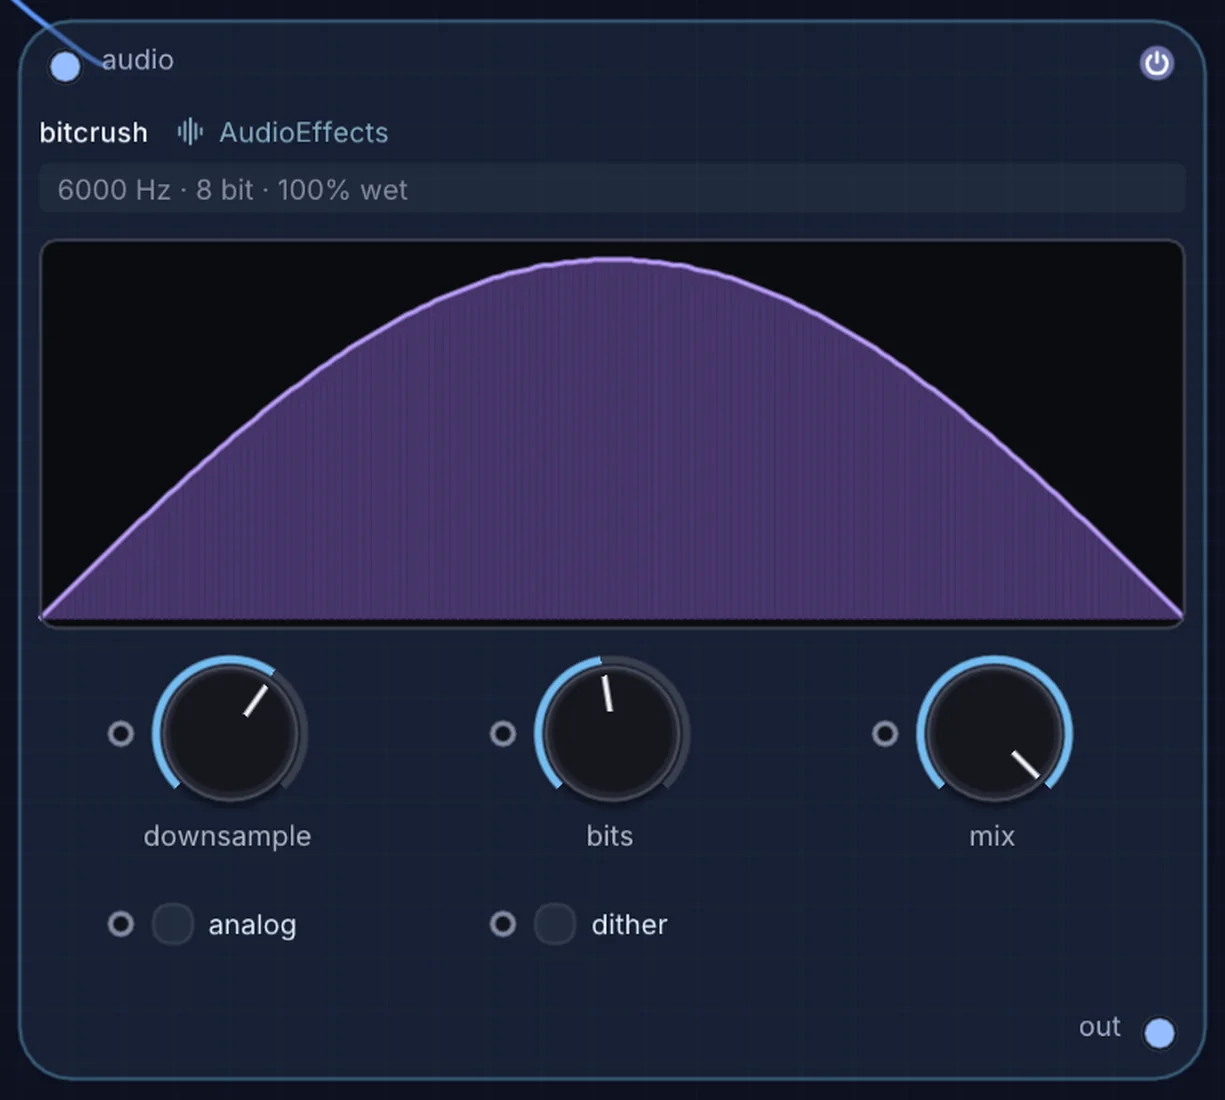 audio
bitcrush AudioEffects
6000 Hz · 8 bit · 100% wet
downsample bits mix
analog dither
out